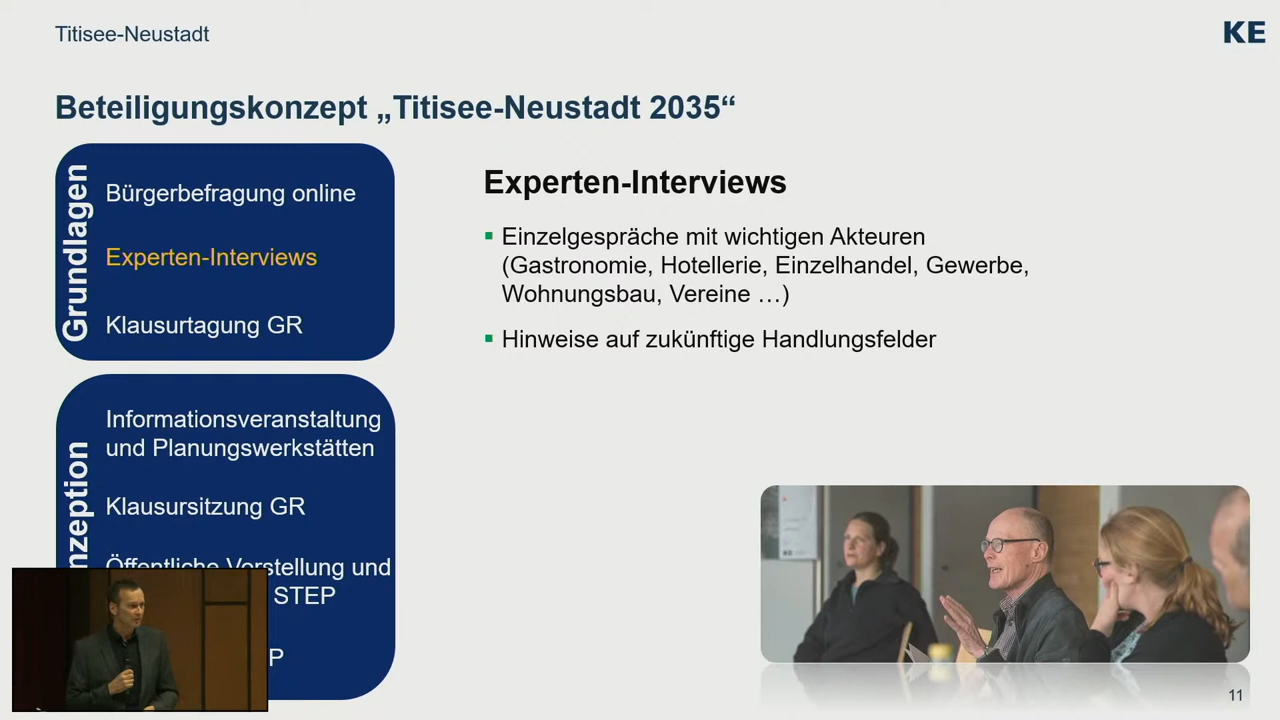 Titisee-Neustadt
KE
Beteiligungskonzept „Titisee-Neustadt 2035“
Grundlagen
Bürgerbefragung online
Experten-Interviews
Klausurtagung GR
nzeption
Informationsveranstaltung
und Planungswerkstätten
Klausursitzung GR
Öffentliche Vorstellung und
STEP
P
Experten-Interviews
Einzelgespräche mit wichtigen Akteuren
(Gastronomie, Hotellerie, Einzelhandel, Gewerbe,
Wohnungsbau, Vereine …)
Hinweise auf zukünftige Handlungsfelder
11